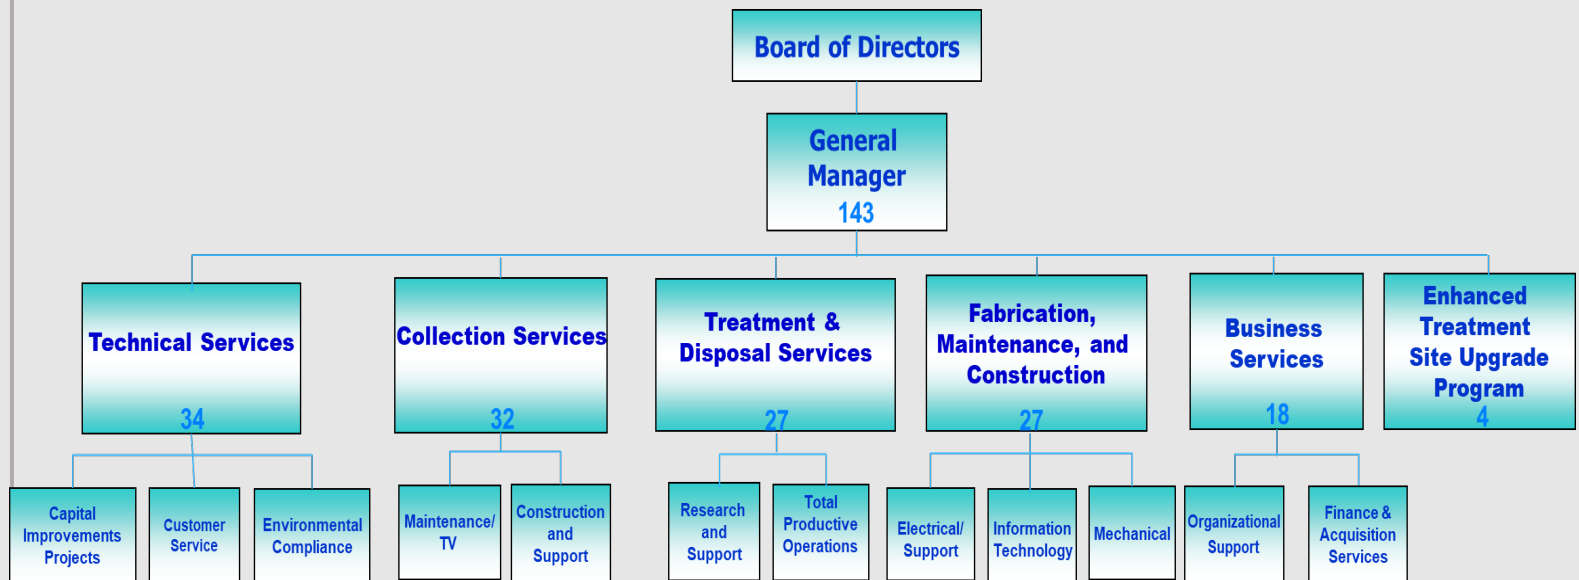 Board of Directors
General
Manager
143
Technical Services
34
Collection Services
32
Treatment &
Disposal Services
27
Fabrication,
Maintenance, and
Construction
27
Business
Services
18
Enhanced
Treatment
Site Upgrade
Program
4
Capital
Improvements
Projects
Customer
Service
Environmental
Compliance
Maintenance/
TV
Construction
and
Support
Research
and
Support
Total
Productive
Operations
Electrical/
Support
Information
Technology
Mechanical
Organizational
Support
Finance &
Acquisition
Services